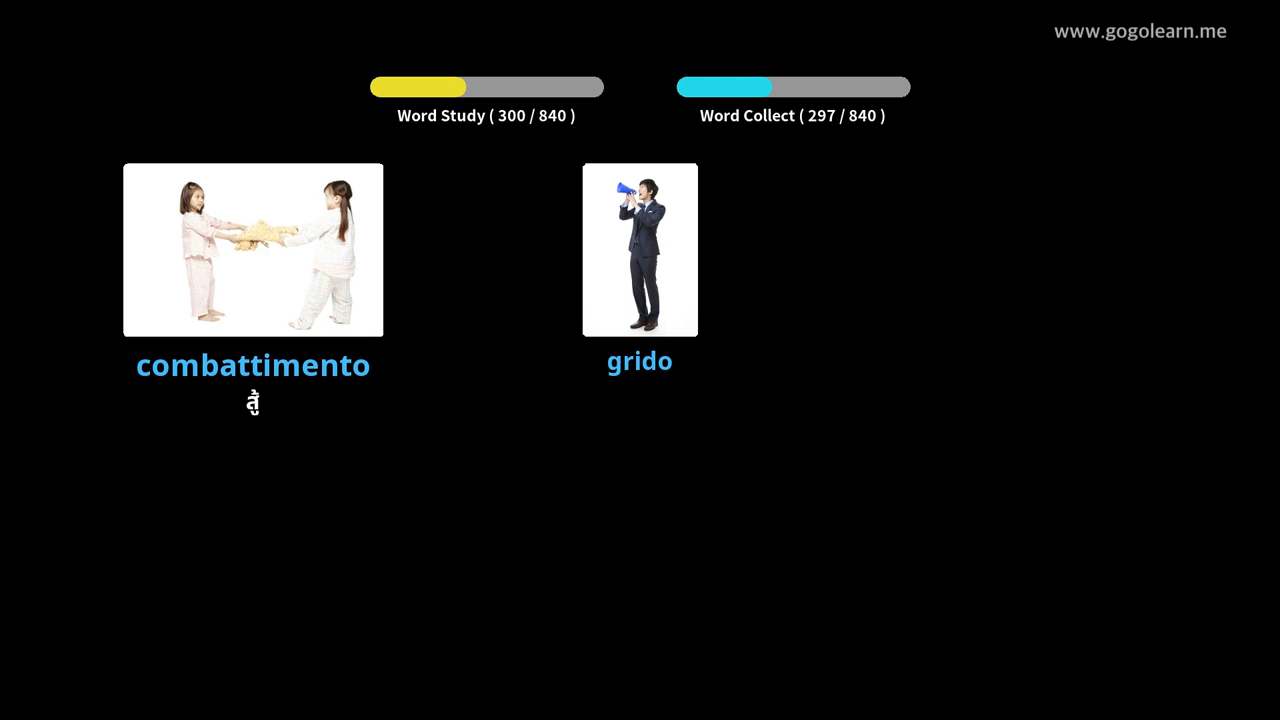 www.gogolearn.me
Word Study ( 300 / 840 )
Word Collect ( 297 / 840 )
combattimento
สู้
grido